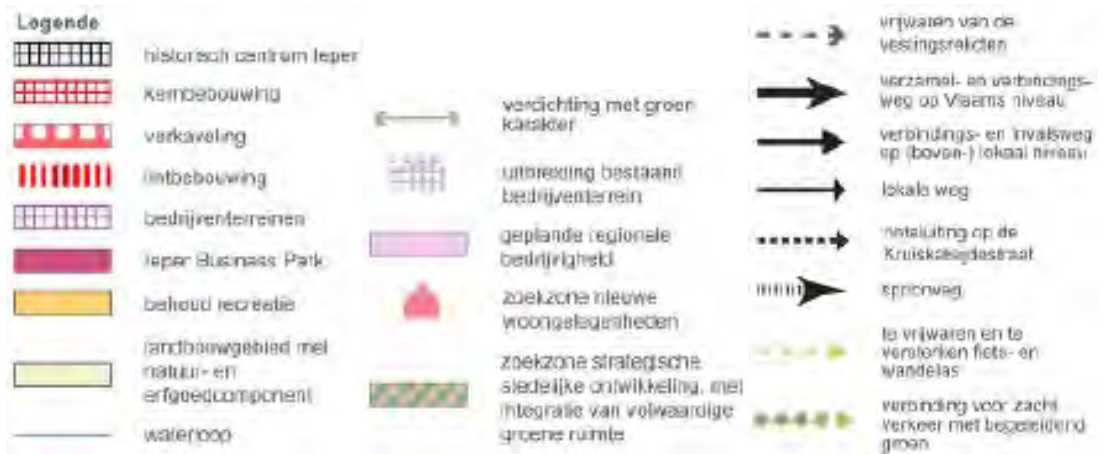 Legende
historisch centrum Ieper
kernbebouwing
verkaveling
lintbebouwing
bedrijventerreinen
Ieper Business Park
behoud recreatie
landbouwgebied met
natuur- en
erfgoedcomponent
waterloop
verdichting met groen
karakter
uitbreiding bestaand
bedrijventerrein
geplande regionale
bedrijvigheid
zoekzone nieuwe
woongelegenheden
zoekzone strategische
stedelijke ontwikkeling, met
integratie van volwaardige
groene ruimte
vrijwaren van de
vestingsrelicten
verzamel- en verbindings-
weg op Vlaams niveau
verbindings- en invalsweg
op (boven-) lokaal niveau
lokale weg
ontsluiting op de
Kruiskalsijdestraat
spoorweg
te vrijwaren en te
versterken fiets- en
wandelas
verbinding voor zacht
verkeer met begeleidend
groen